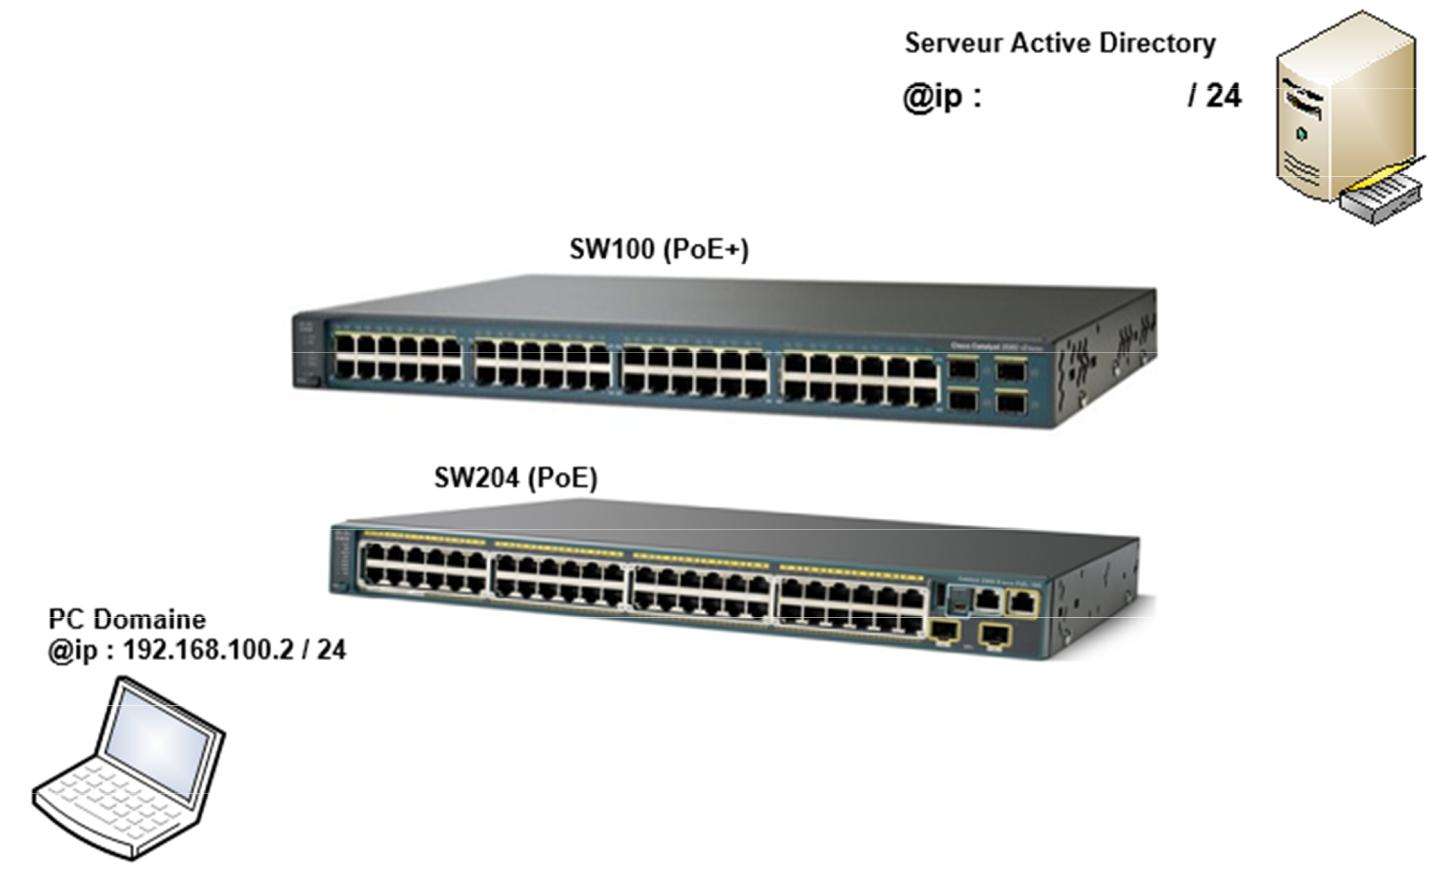 Serveur Active Directory
@ip : / 24
SW100 (PoE+)
SW204 (PoE)
PC Domaine
@ip : 192.168.100.2 / 24